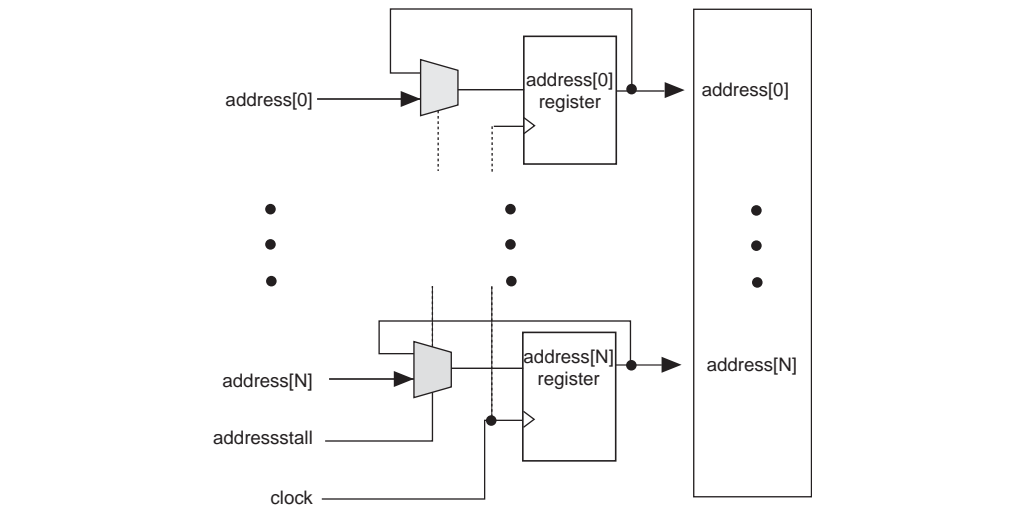 address[0]
address[0]
register
address[0]
address[N]
address[N]
register
address[N]
addressstall
clock